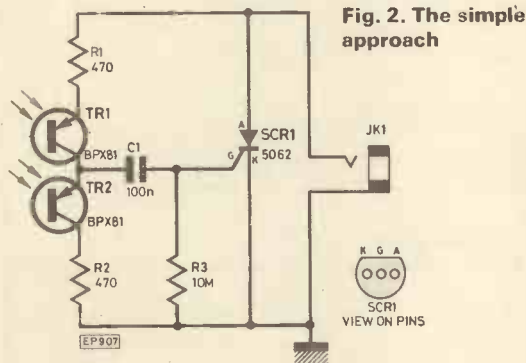 Fig. 2. The simple
approach
R1
470
TR1
BPX81
C1
100n
TR2
BPX81
R2
470
R3
10M
A
G
K
SCR1
5062
JK1
K G A
SCR1
VIEW ON PINS
EP907